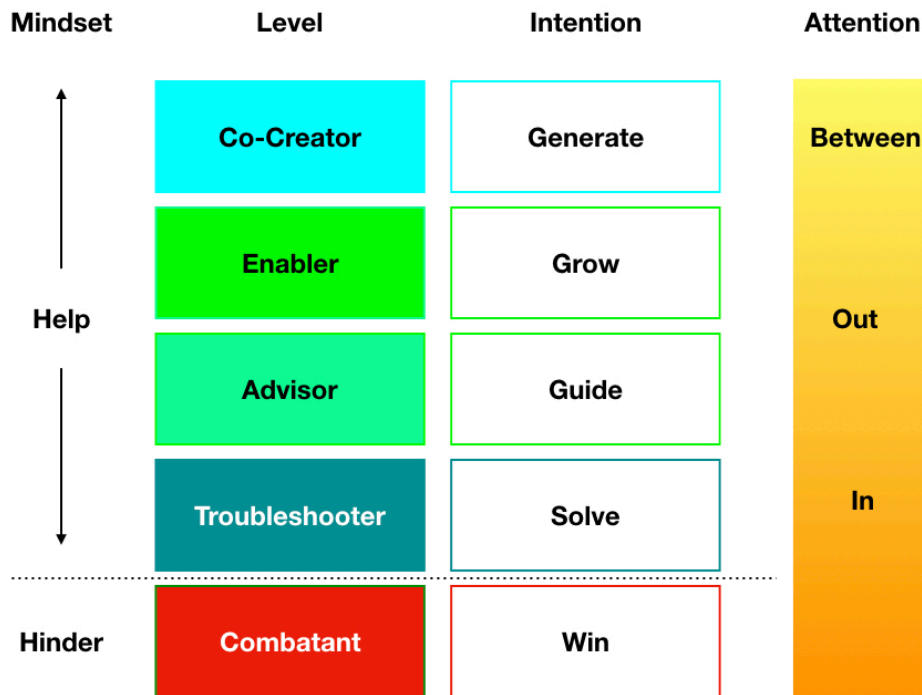 Mindset Level Intention Attention
Co-Creator Generate Between
Enabler Grow
Help Out
Advisor Guide
Troubleshooter Solve In
Hinder Combatant Win